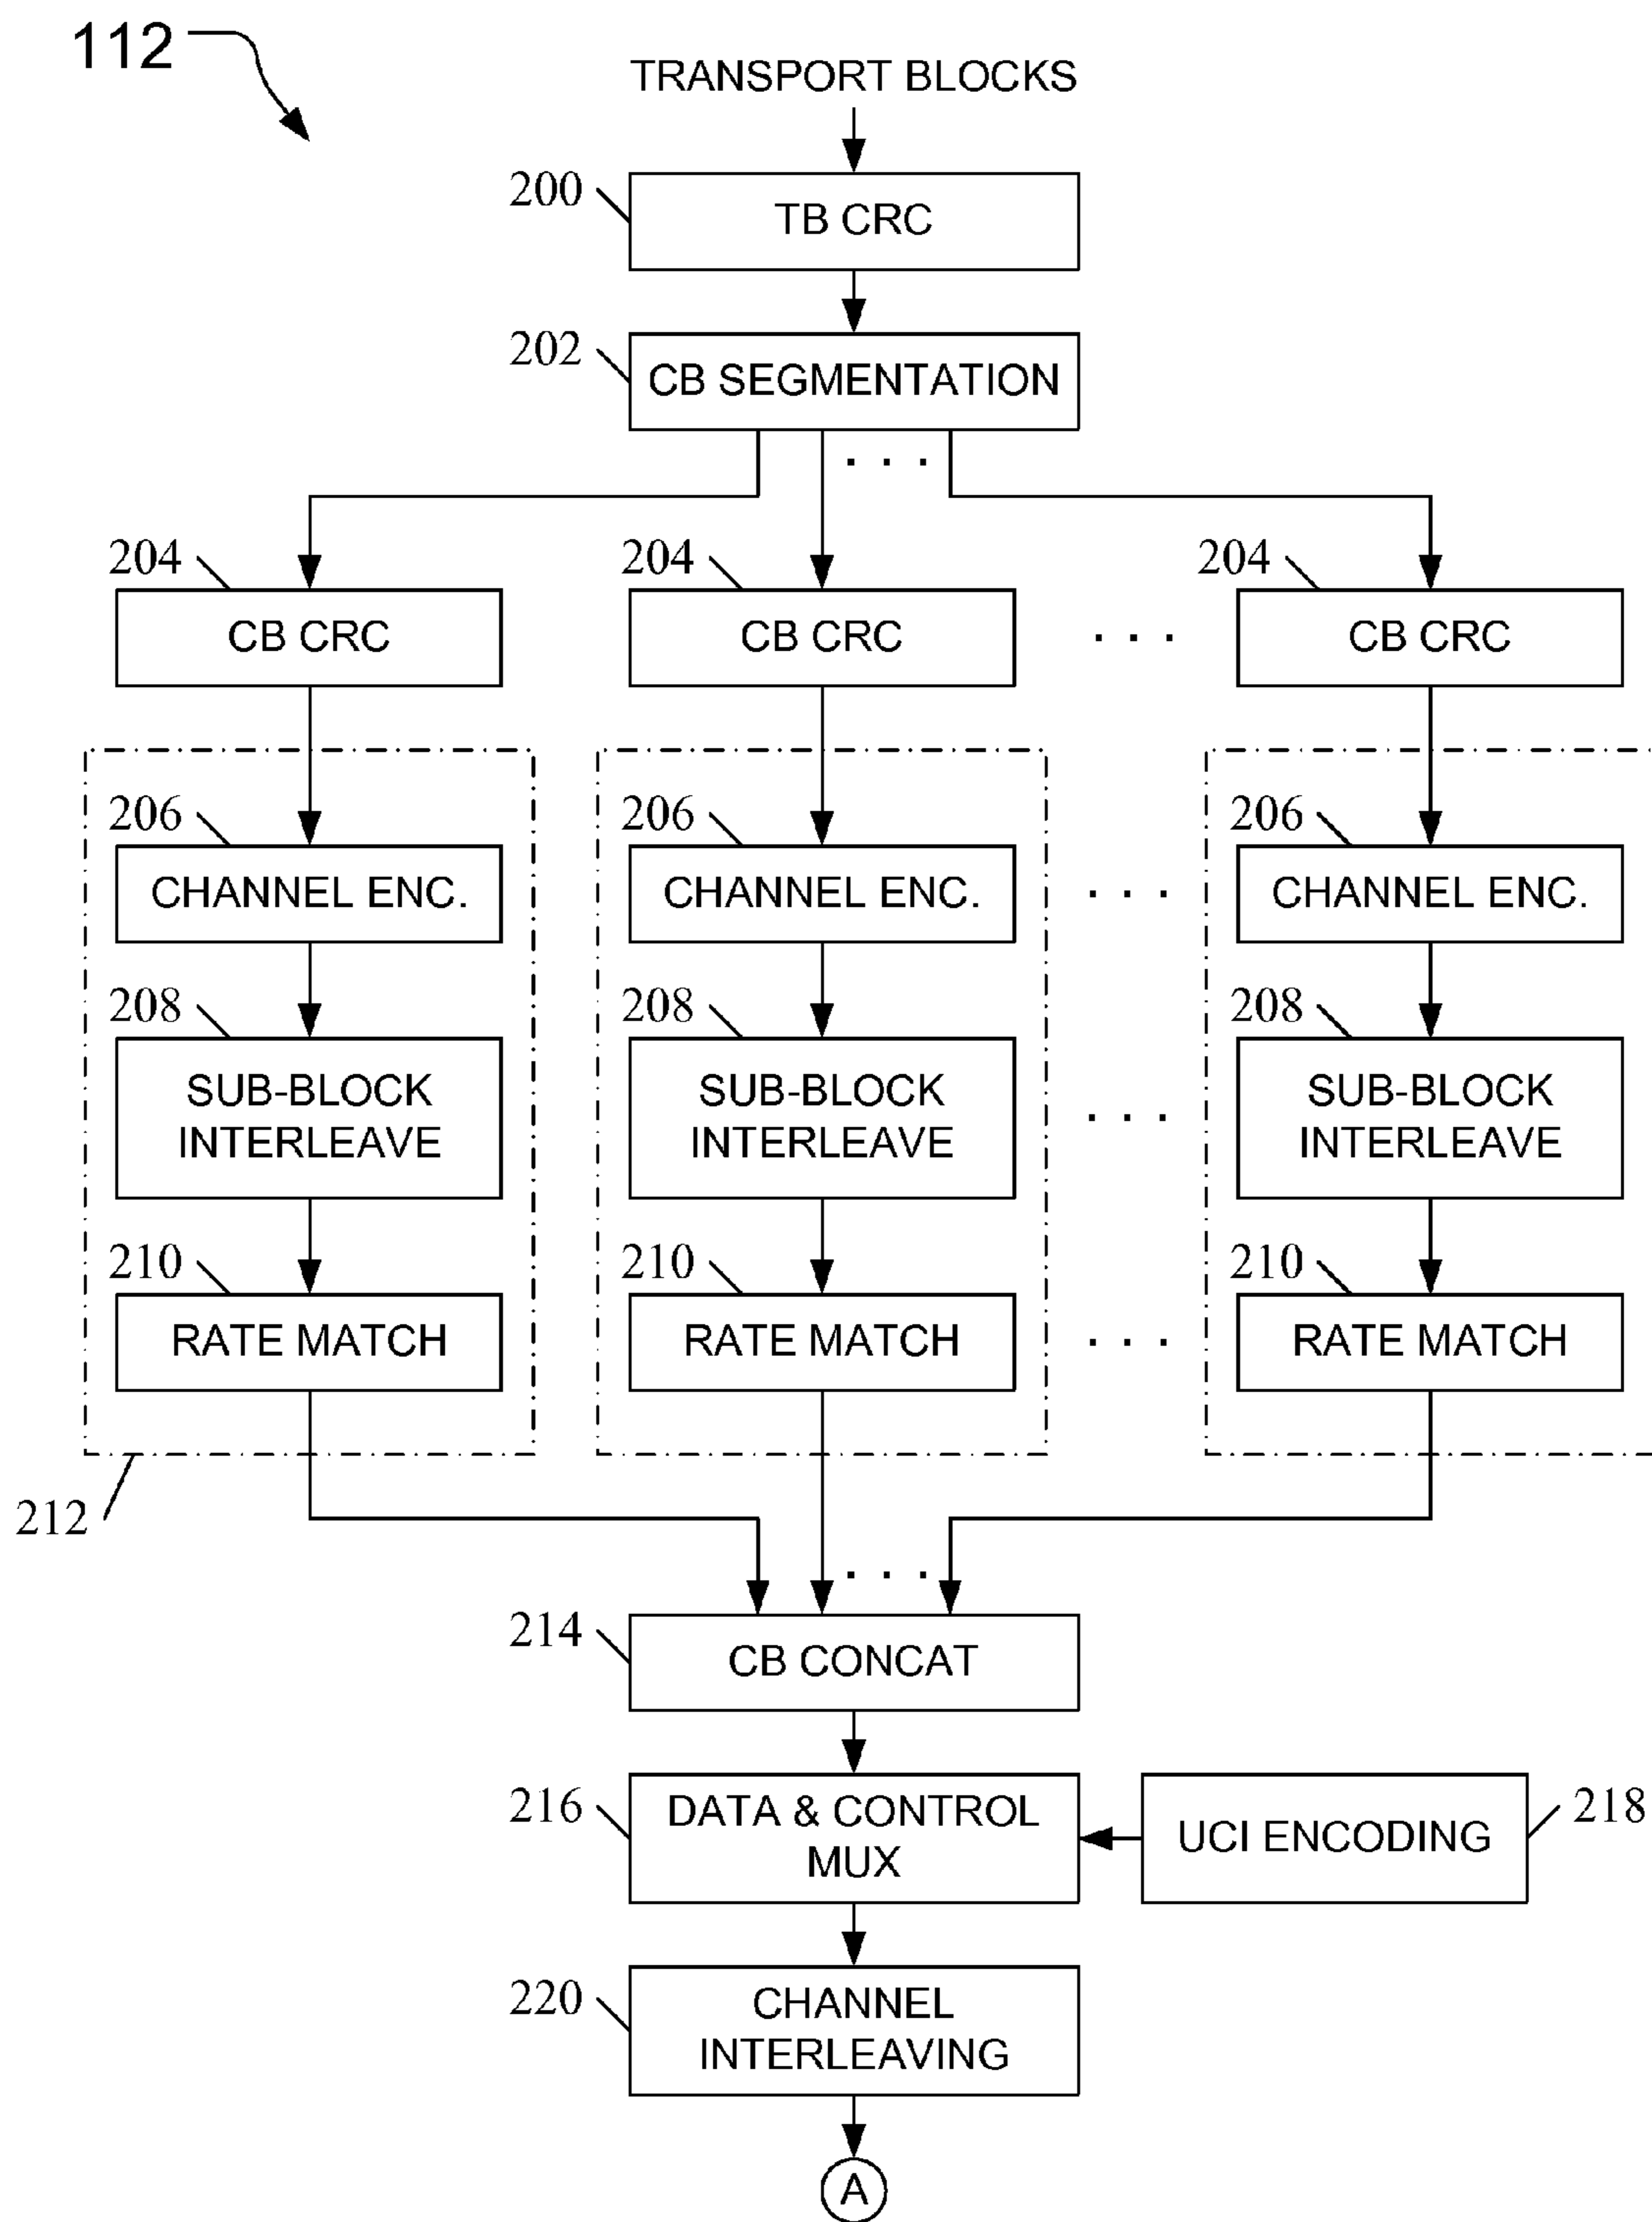 112
TRANSPORT BLOCKS
200
TB CRC
202
CB SEGMENTATION
. . .
204
204
204
CB CRC
CB CRC
. . .
CB CRC
206
206
206
CHANNEL ENC.
CHANNEL ENC.
. . .
CHANNEL ENC.
208
208
208
SUB-BLOCK
INTERLEAVE
SUB-BLOCK
INTERLEAVE
. . .
SUB-BLOCK
INTERLEAVE
210
210
210
RATE MATCH
RATE MATCH
. . .
RATE MATCH
212
. . .
214
CB CONCAT
216
DATA & CONTROL
MUX
UCI ENCODING
218
220
CHANNEL
INTERLEAVING
A